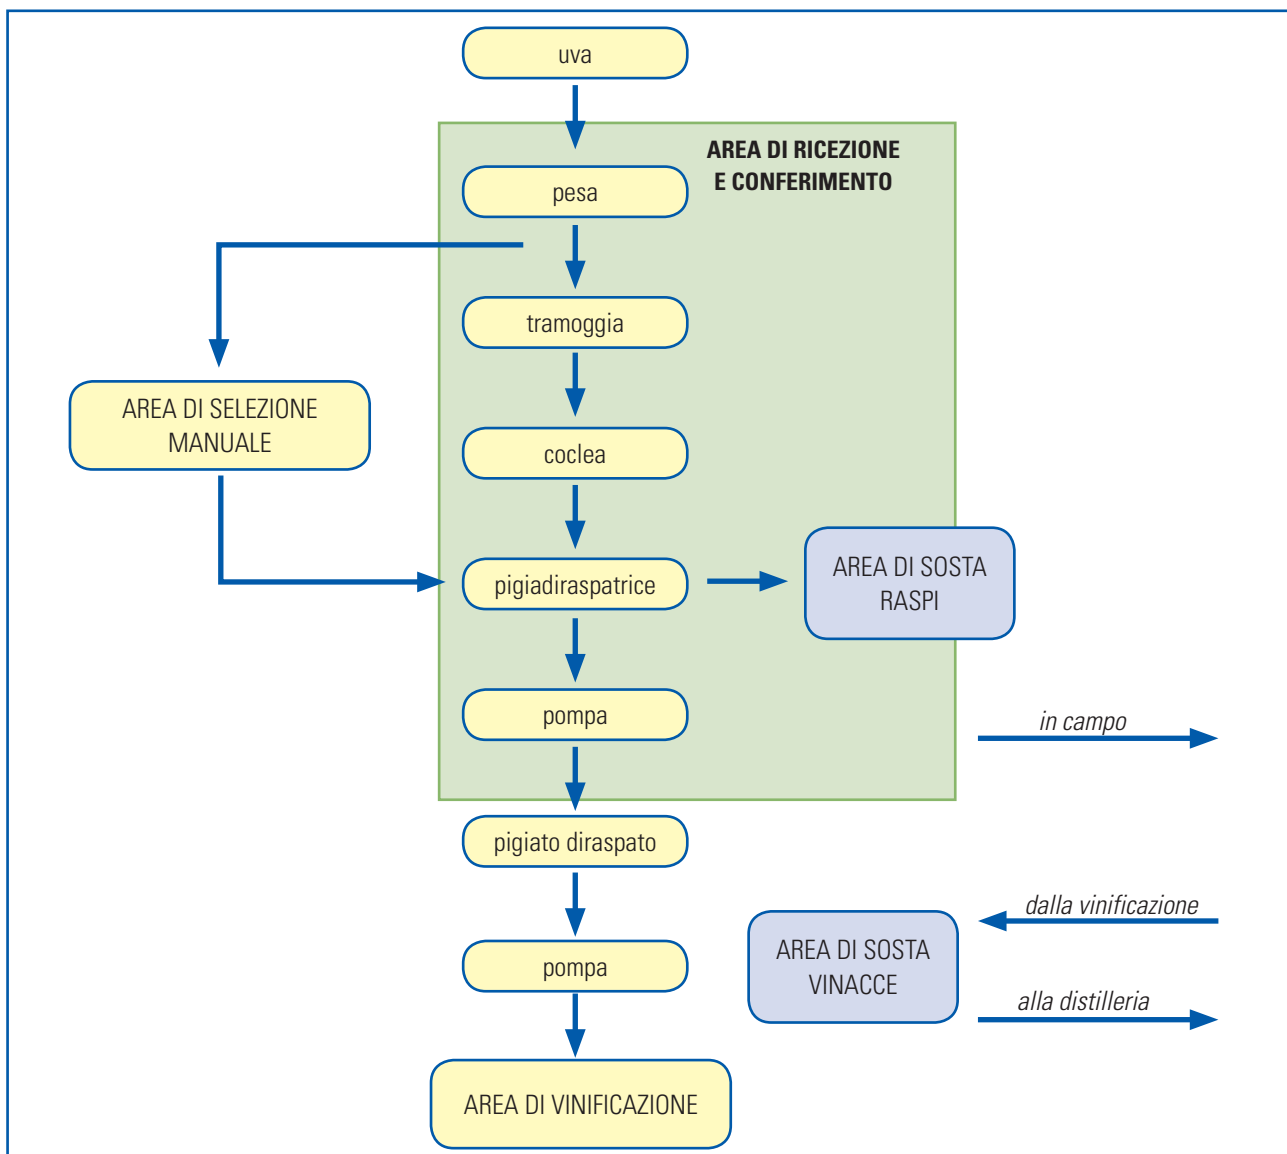 uva
AREA DI RICEZIONE
E CONFERIMENTO
pesa
tramoggia
AREA DI SELEZIONE
MANUALE
coclea
pigiadiraspatrice
AREA DI SOSTA
RASPI
pompa
in campo
pigiato diraspato
dalla vinificazione
pompa
AREA DI SOSTA
VINACCE
alla distilleria
AREA DI VINIFICAZIONE